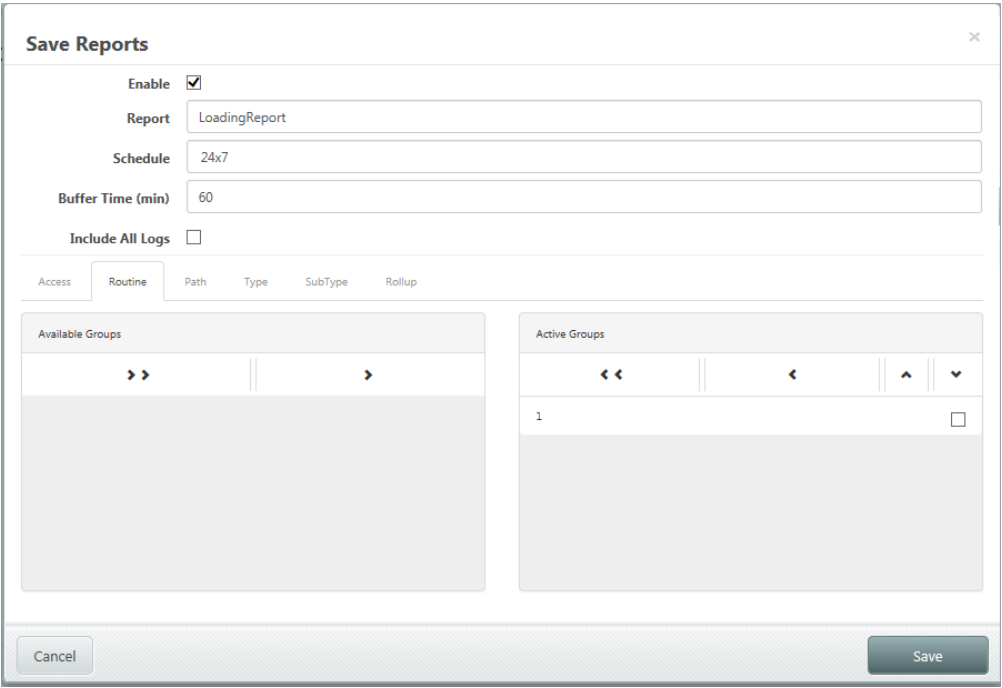 Save Reports
Enable
Report LoadingReport
Schedule 24x7
Buffer Time (min) 60
Include All Logs
Access Routine Path Type SubType Rollup
Available Groups
Active Groups
1
Cancel Save